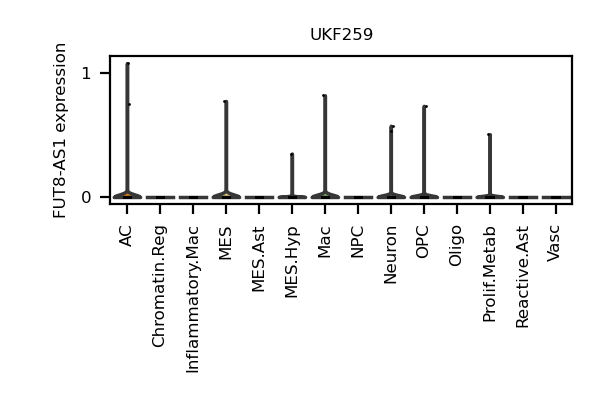 UKF259
FUT8-AS1 expression
1
0
AC
Chromatin.Reg
Inflammatory.Mac
MES
MES.Ast
MES.Hyp
Mac
NPC
Neuron
OPC
Oligo
Prolif.Metab
Reactive.Ast
Vasc